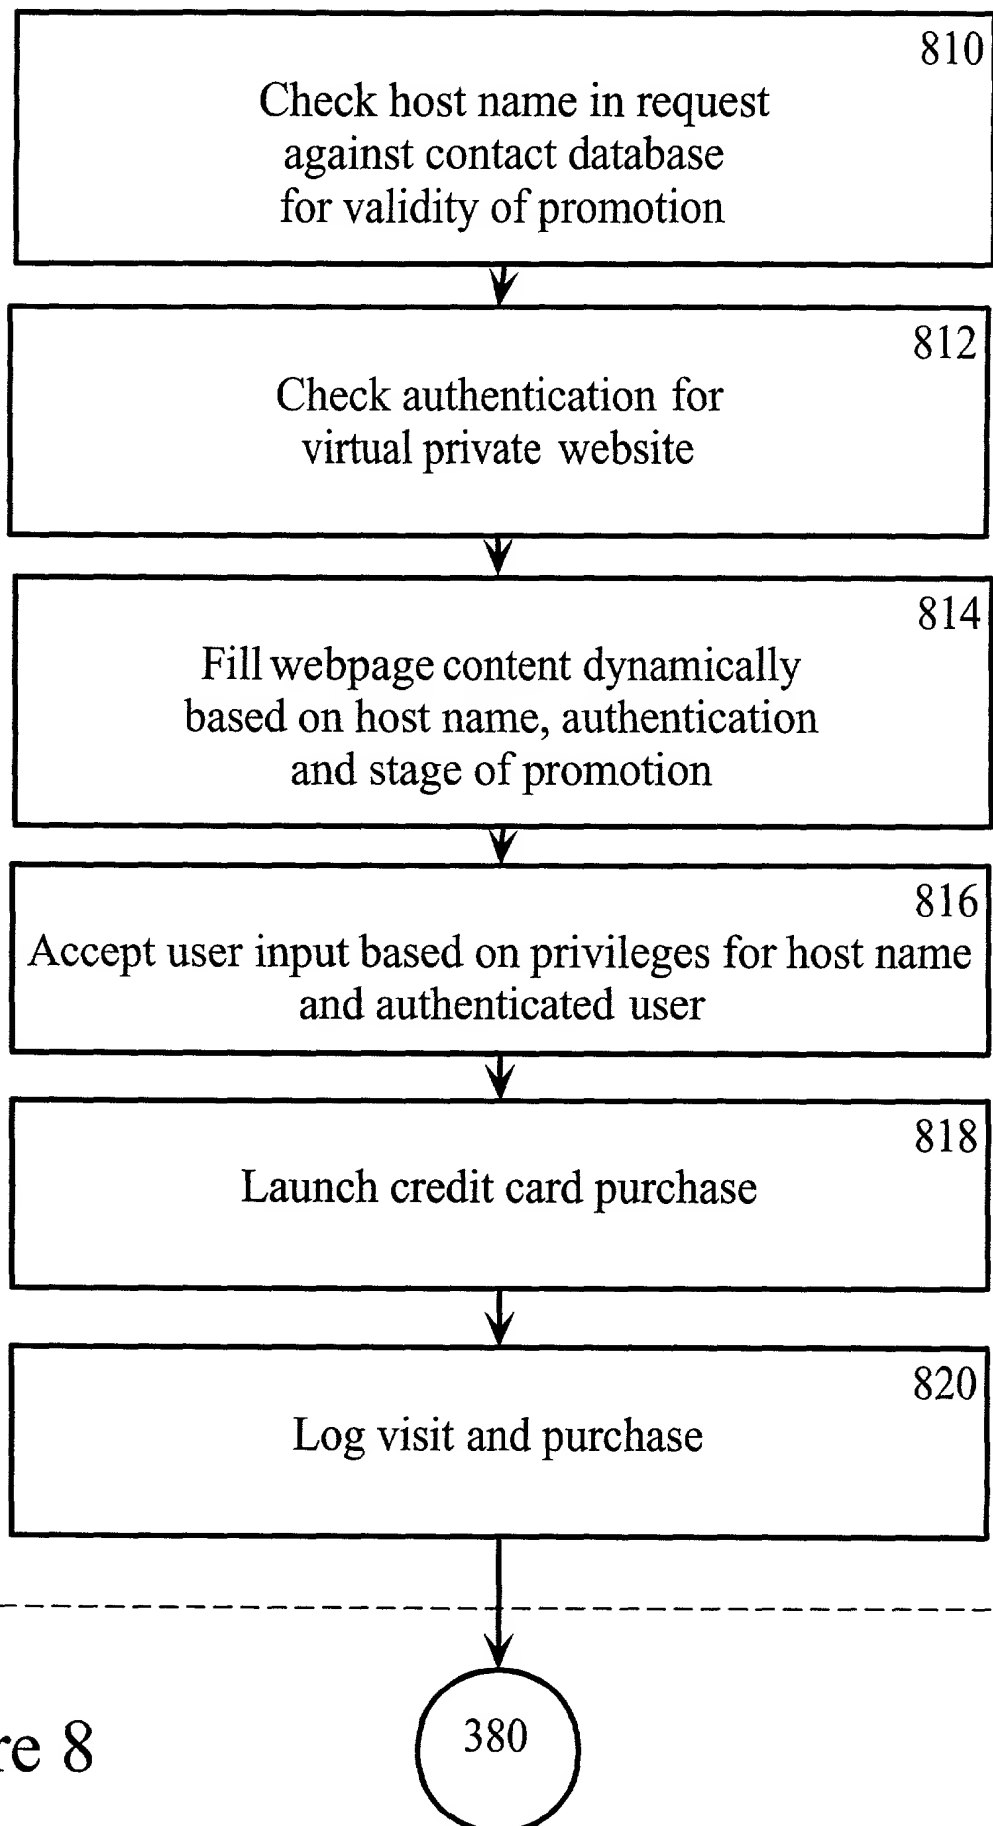 810
Check host name in request
against contact database
for validity of promotion
812
Check authentication for
virtual private website
814
Fill webpage content dynamically
based on host name, authentication
and stage of promotion
816
Accept user input based on privileges for host name
and authenticated user
818
Launch credit card purchase
820
Log visit and purchase
380
re 8